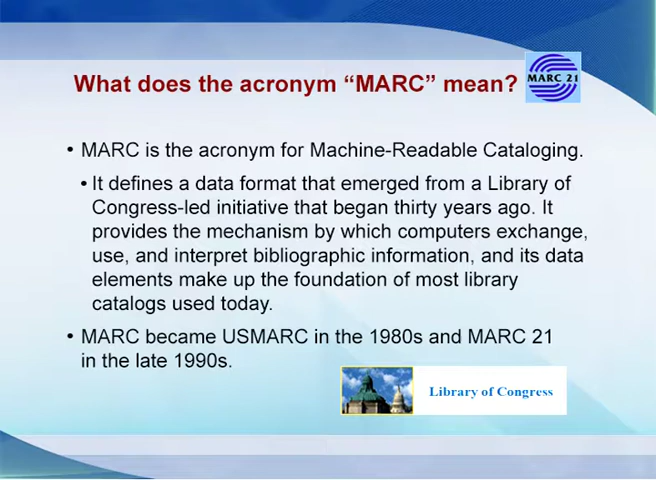 What does the acronym “MARC” mean?
MARC 21
• MARC is the acronym for Machine-Readable Cataloging.
• It defines a data format that emerged from a Library of
Congress-led initiative that began thirty years ago. It
provides the mechanism by which computers exchange,
use, and interpret bibliographic information, and its data
elements make up the foundation of most library
catalogs used today.
• MARC became USMARC in the 1980s and MARC 21
in the late 1990s.
Library of Congress